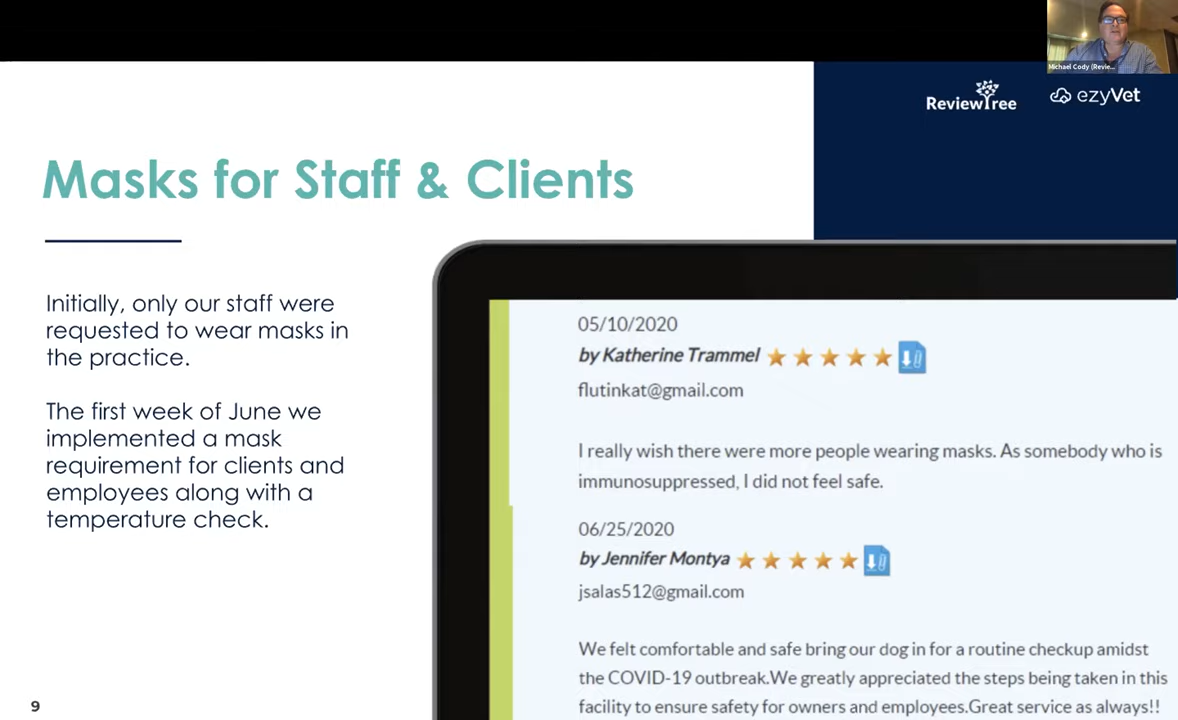 Michael Cody (Revie...
ReviewTree
ezyVet
Masks for Staff & Clients
Initially, only our staff were
requested to wear masks in
the practice.
The first week of June we
implemented a mask
requirement for clients and
employees along with a
temperature check.
05/10/2020
by Katherine Trammel
flutinkat@gmail.com
I really wish there were more people wearing masks. As somebody who is
immunosuppressed, I did not feel safe.
06/25/2020
by Jennifer Montya
jsalas512@gmail.com
We felt comfortable and safe bring our dog in for a routine checkup amidst
the COVID-19 outbreak.We greatly appreciated the steps being taken in this
facility to ensure safety for owners and employees.Great service as always!!
9